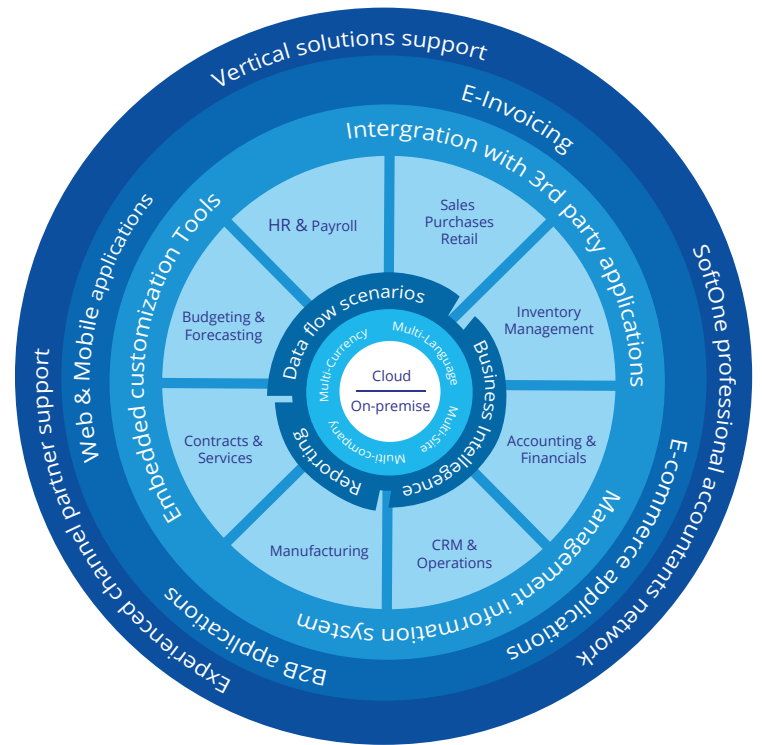 Vertical solutions support
SoftOne professional accountants network
Experienced channel partner support
E-Invoicing
E-commerce applications
B2B applications
Web & Mobile applications
Intergration with 3rd party applications
Management information system
Embedded customization Tools
Sales
Purchases
Retail
Inventory
Management
Accounting &
Financials
CRM &
Operations
Manufacturing
Contracts &
Services
Budgeting &
Forecasting
HR & Payroll
Data flow scenarios
Business Intellegence
Reporting
Multi-Language
Multi-Site
Multi-company
Multi-Currency
Cloud
On-premise